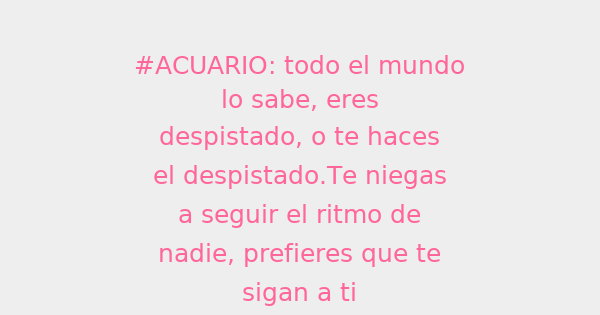 #ACUARIO: todo el mundo
lo sabe, eres
despistado, o te haces
el despistado.Te niegas
a seguir el ritmo de
nadie, prefieres que te
sigan a ti